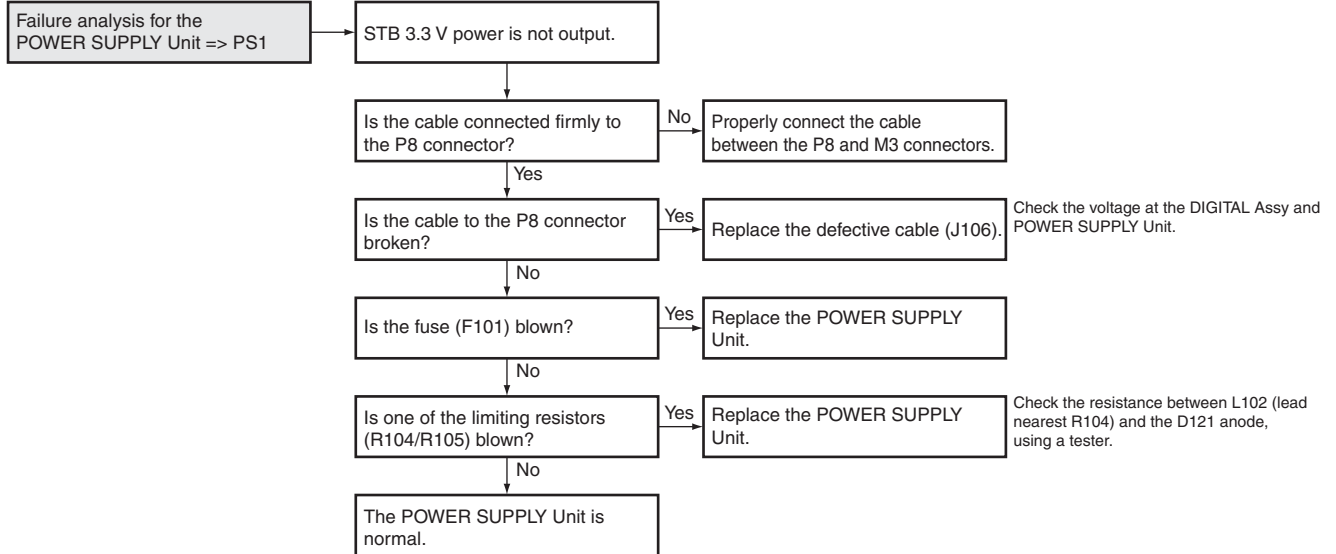 Failure analysis for the
POWER SUPPLY Unit => PS1
STB 3.3 V power is not output.
Is the cable connected firmly to
the P8 connector?
No
Properly connect the cable
between the P8 and M3 connectors.
Yes
Is the cable to the P8 connector
broken?
Yes
Replace the defective cable (J106).
Check the voltage at the DIGITAL Assy and
POWER SUPPLY Unit.
No
Is the fuse (F101) blown?
Yes
Replace the POWER SUPPLY
Unit.
No
Is one of the limiting resistors
(R104/R105) blown?
Yes
Replace the POWER SUPPLY
Unit.
Check the resistance between L102 (lead
nearest R104) and the D121 anode,
using a tester.
No
The POWER SUPPLY Unit is
normal.